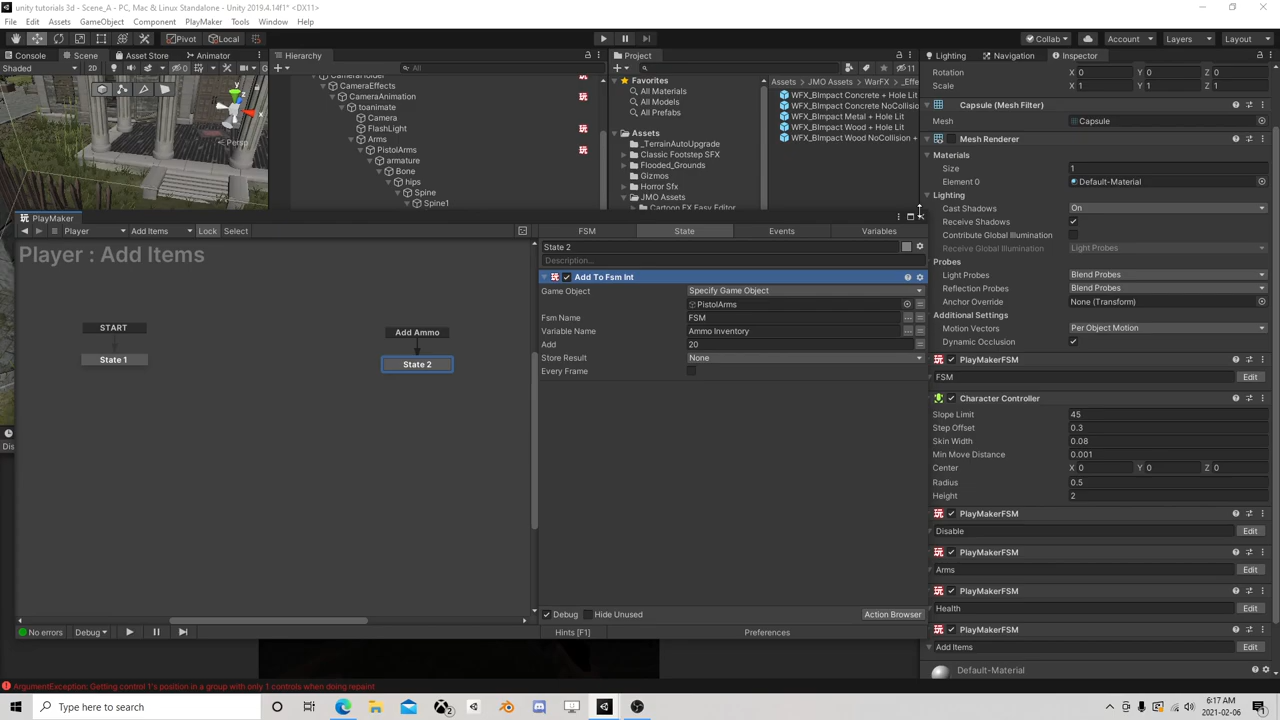 unity tutorials 3d - Scene_A - PC, Mac & Linux Standalone - Unity 2019.4.14f1* <DX11>
File Edit Assets GameObject Component PlayMaker Tools Window Help
Pivot Local Collab Account Layers Layout
Console Scene Asset Store Animator Hierarchy Project Lighting Navigation Inspector
Shaded 2D 0 All 11
Persp
CameraEffects
CameraAnimation
toanimate
Camera
FlashLight
Arms
PistolArms
armature
Bone
hips
Spine
Spine1
Favorites
All Materials
All Models
All Prefabs
Assets
_TerrainAutoUpgrade
Classic Footstep SFX
Flooded_Grounds
Gizmos
Horror Sfx
JMO Assets
Cartoon FX Easy Editor
Assets JMO Assets WarFX _Effe
WFX_BImpact Concrete + Hole Lit
WFX_BImpact Concrete NoCollisio
WFX_BImpact Metal + Hole Lit
WFX_BImpact Wood + Hole Lit
WFX_BImpact Wood NoCollision +
Rotation X 0 Y 0 Z 0
Scale X 1 Y 1 Z 1
Capsule (Mesh Filter)
Mesh Capsule
Mesh Renderer
Materials
Size 1
Element 0 Default-Material
Lighting
Cast Shadows On
Receive Shadows
Contribute Global Illumination
Receive Global Illumination Light Probes
Probes
Light Probes Blend Probes
Reflection Probes Blend Probes
Anchor Override None (Transform)
Additional Settings
Motion Vectors Per Object Motion
Dynamic Occlusion
PlayMakerFSM
FSM Edit
Character Controller
Slope Limit 45
Step Offset 0.3
Skin Width 0.08
Min Move Distance 0.001
Center X 0 Y 0 Z 0
Radius 0.5
Height 2
PlayMakerFSM
Disable Edit
PlayMakerFSM
Arms Edit
PlayMakerFSM
Health Edit
PlayMakerFSM
Add Items Edit
Default-Material
PlayMaker
Player Add Items Lock Select
Player : Add Items
START
State 1
Add Ammo
State 2
FSM State Events Variables
State 2
Description...
Add To Fsm Int
Game Object Specify Game Object
PistolArms
Fsm Name FSM
Variable Name Ammo Inventory
Add 20
Store Result None
Every Frame
Debug Hide Unused Action Browser
No errors Debug Hints [F1] Preferences
ArgumentException: Getting control 1's position in a group with only 1 controls when doing repaint
Type here to search
6:17 AM
2021-02-06